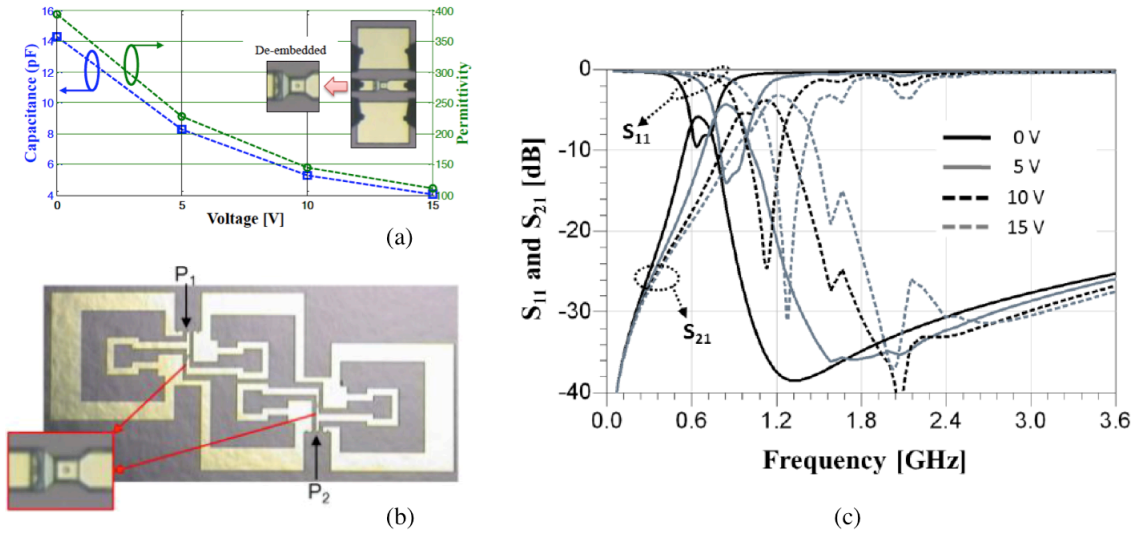 16
14
12
10
8
6
4
Capacitance (pF)
400
350
300
250
200
150
100
Permittivity
De-embedded
0
5
10
15
Voltage [V]
(a)
P1
P2
(b)
0
-10
-20
-30
-40
S11 and S21 [dB]
S11
S21
0 V
5 V
10 V
15 V
0.0
0.6
1.2
1.8
2.4
3.0
3.6
Frequency [GHz]
(c)